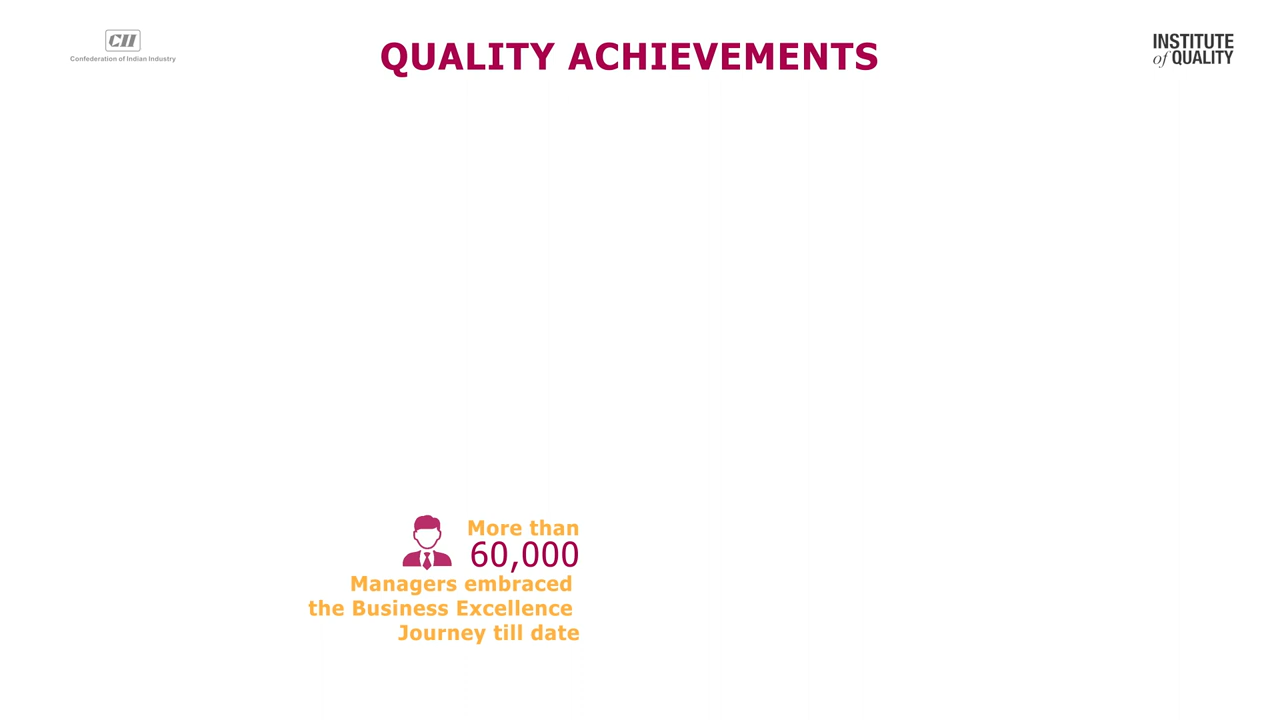 CII
Confederation of Indian Industry
QUALITY ACHIEVEMENTS
INSTITUTE
of QUALITY
More than
60,000
Managers embraced
the Business Excellence
Journey till date